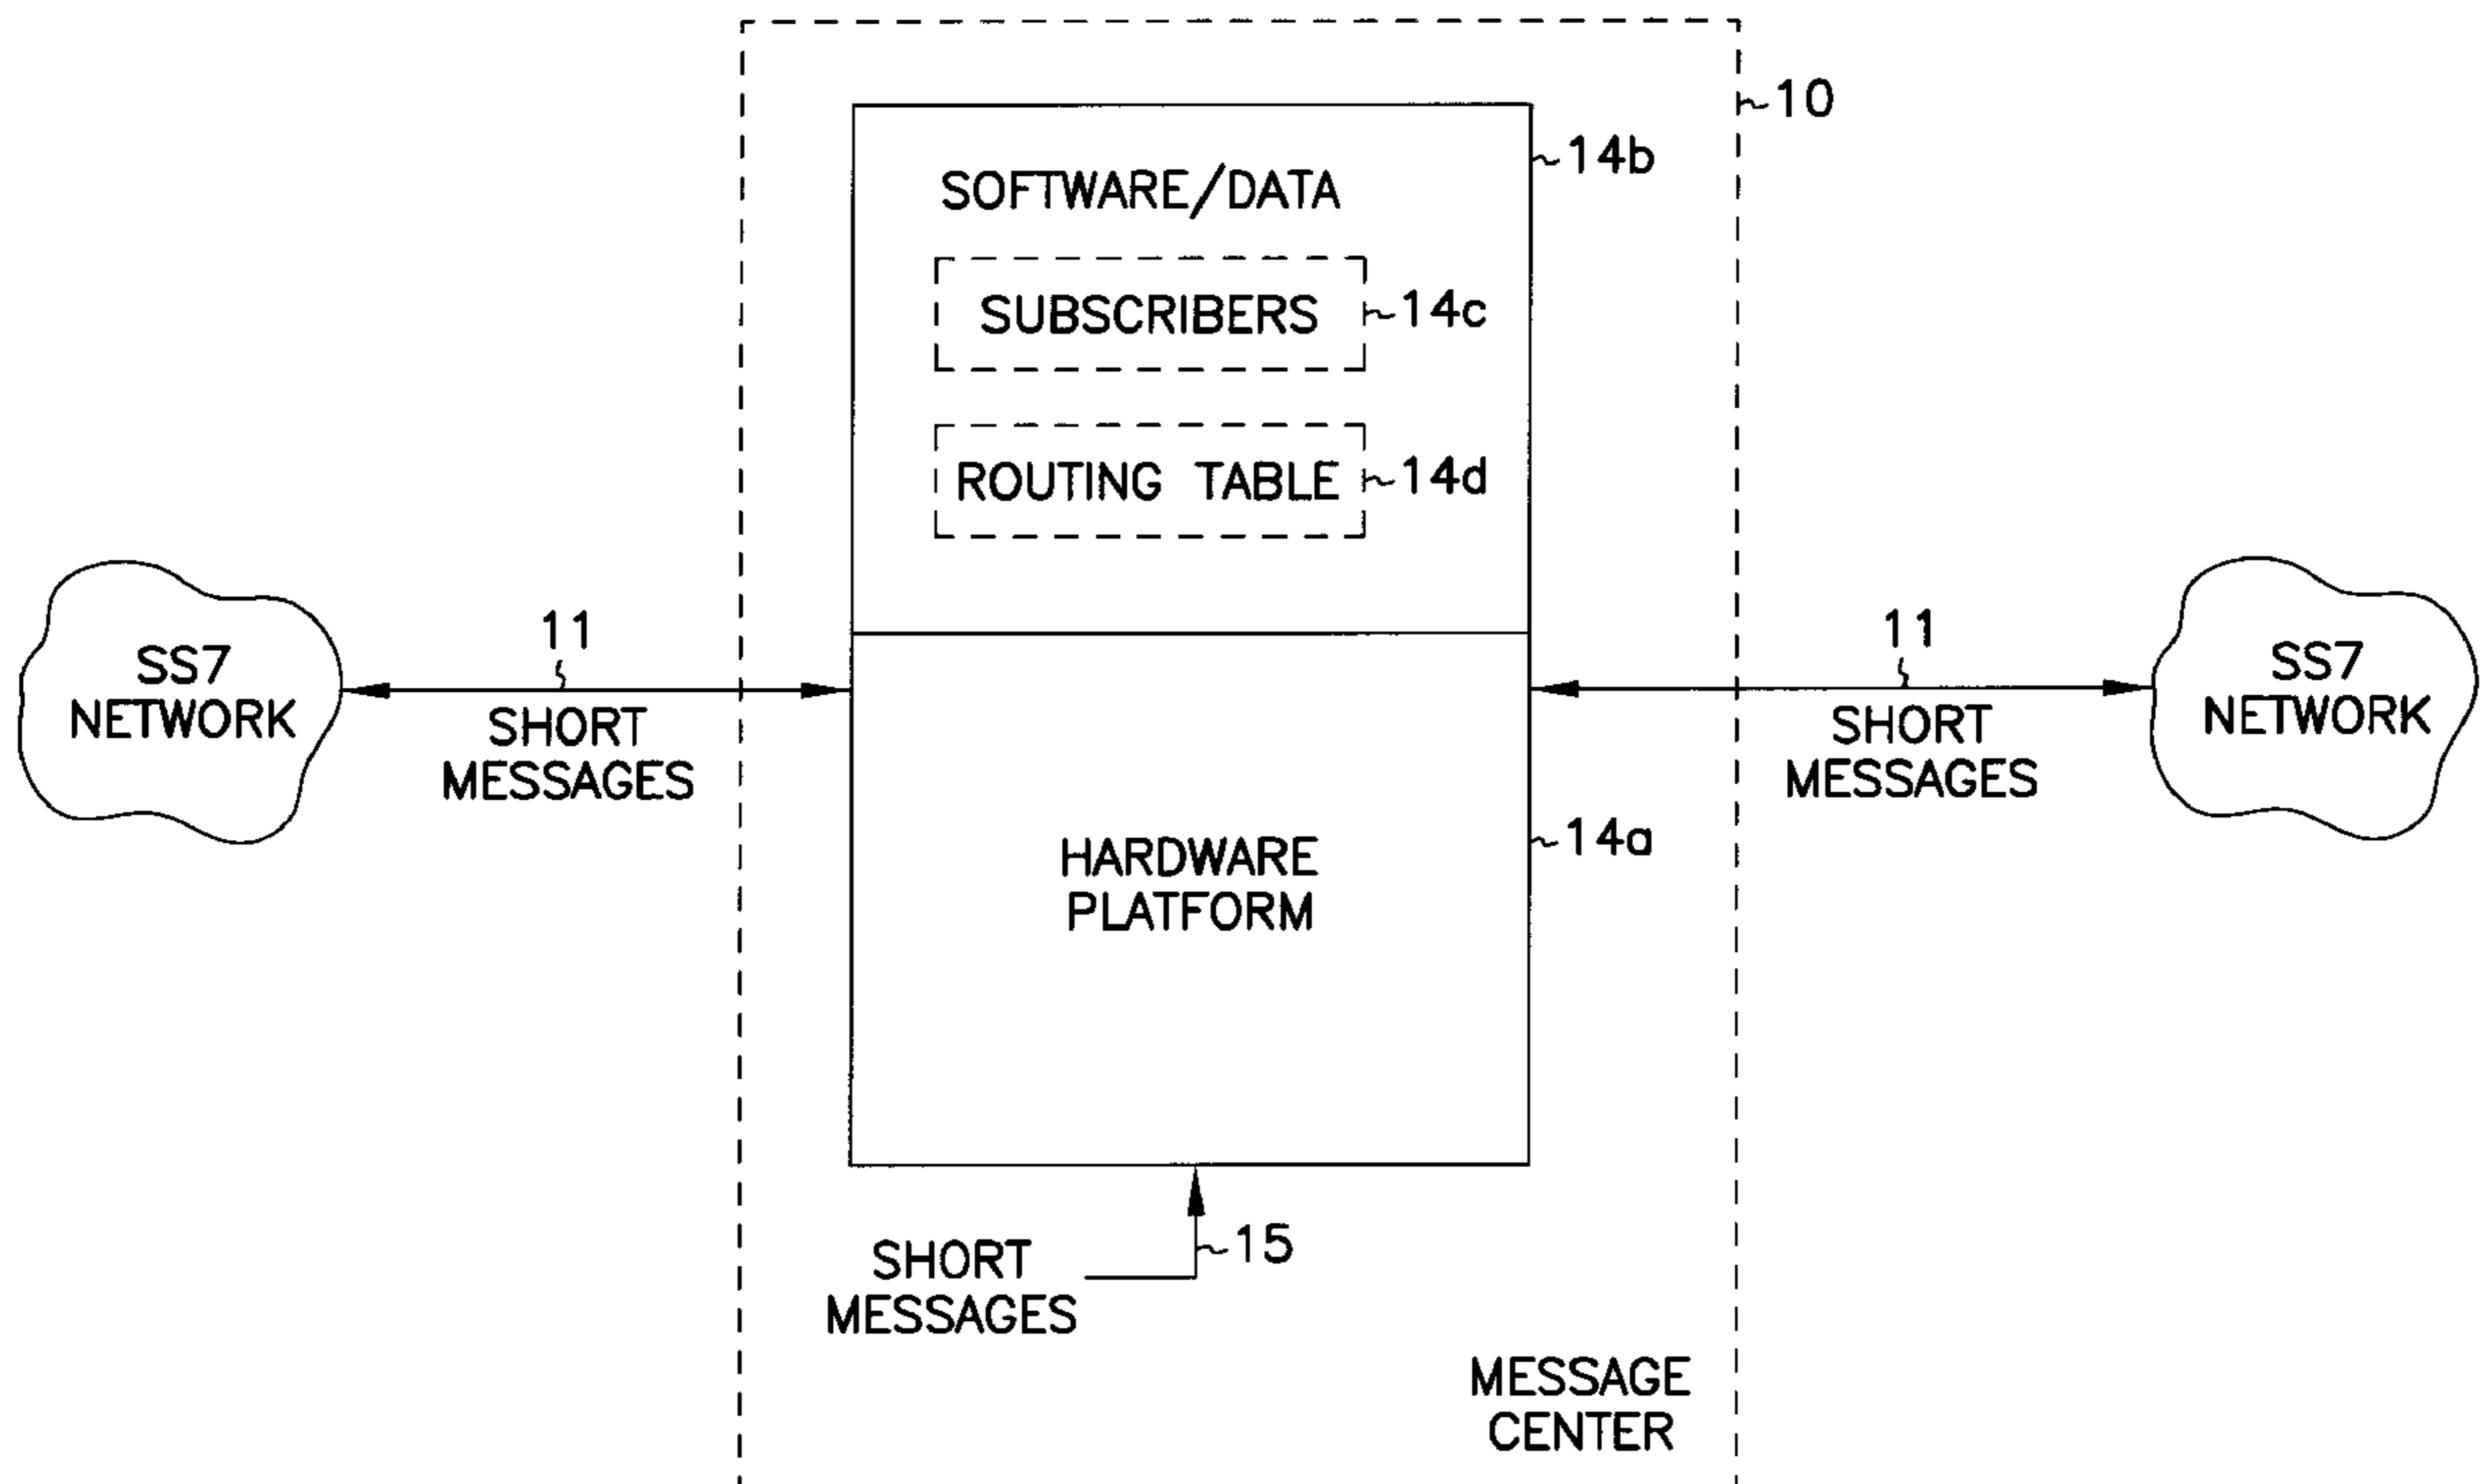 10
14b
SOFTWARE/DATA
SUBSCRIBERS
14c
ROUTING TABLE
14d
SS7
NETWORK
11
SHORT
MESSAGES
11
SHORT
MESSAGES
SS7
NETWORK
14a
HARDWARE
PLATFORM
SHORT
MESSAGES
15
MESSAGE
CENTER